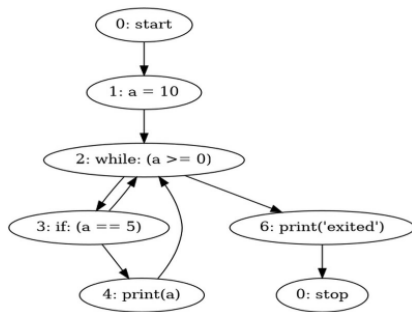 0: start
1: a = 10
2: while: (a >= 0)
3: if: (a == 5)
6: print('exited')
4: print(a)
0: stop